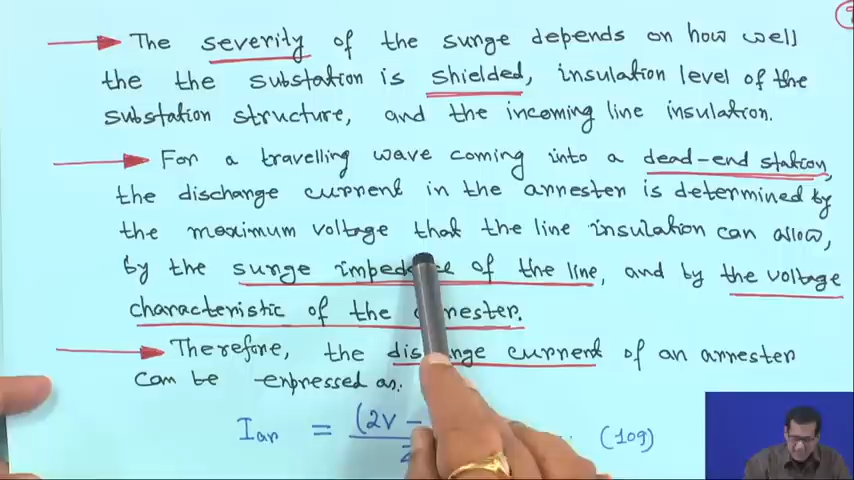 The severity of the surge depends on how well
the the substation is shielded, insulation level of the
substation structure, and the incoming line insulation.
For a travelling wave coming into a dead-end station,
the discharge current in the arrester is determined by
the maximum voltage that the line insulation can allow,
by the surge impedance of the line, and by the voltage
characteristic of the arrester.
Therefore, the discharge current of an arrester
can be expressed as:
Iar = (2V - (109)